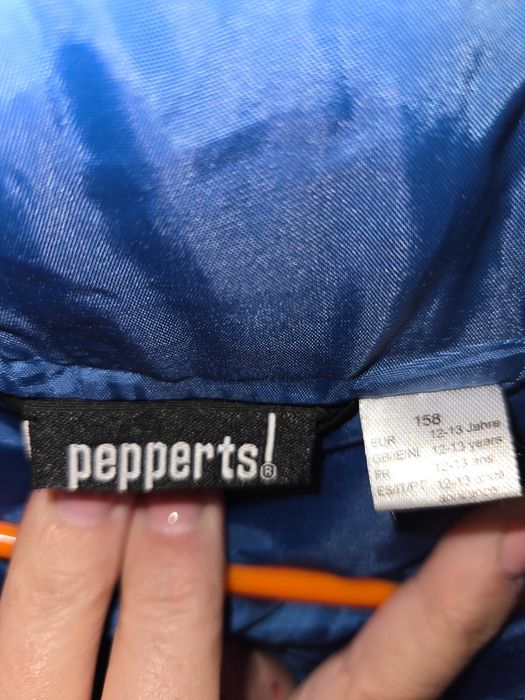 pepperts!®
158
EUR 12-13 Jahre
GB/IE/NI 12-13 years
FR 12-13 ans
ES/IT/PT 12-13 años